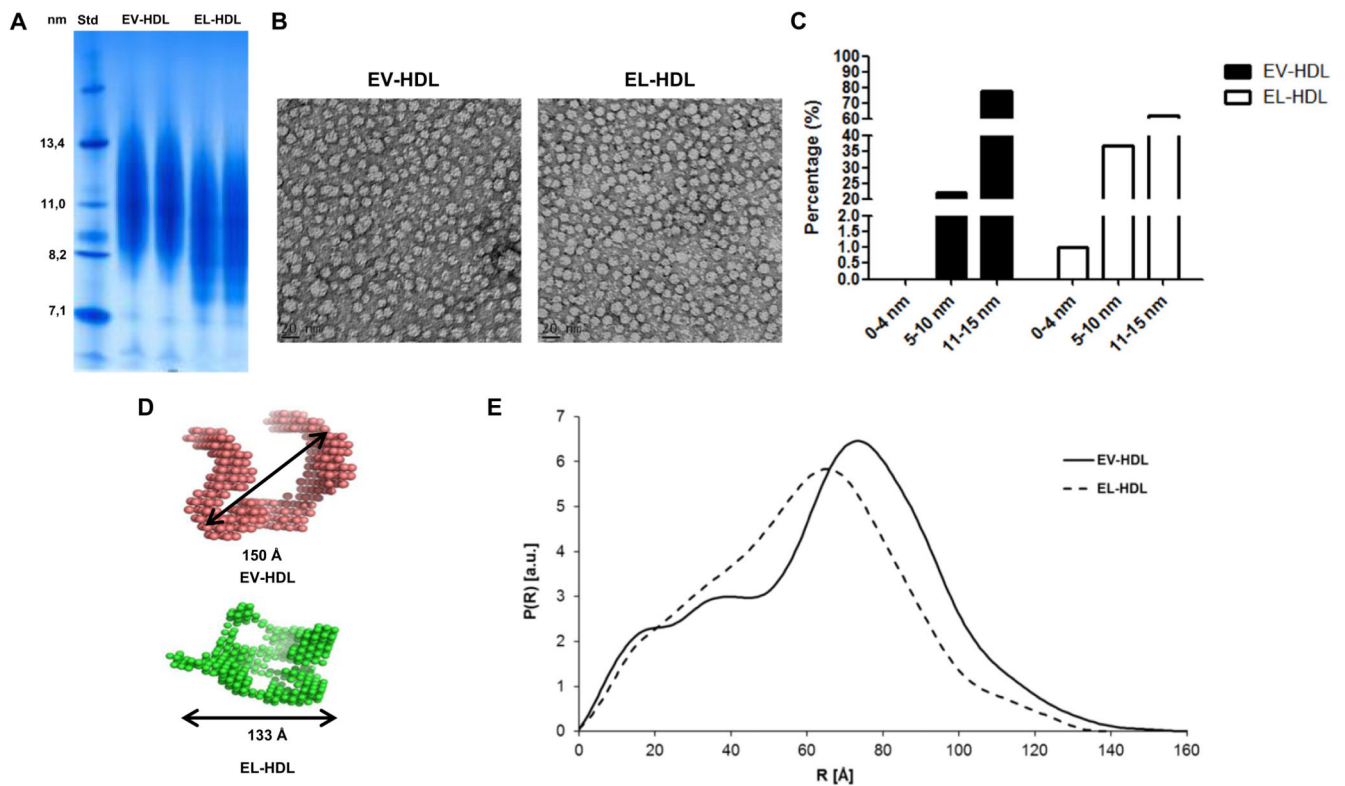 A
nm Std EV-HDL EL-HDL
13,4
11,0
8,2
7,1
B
EV-HDL EL-HDL
20 nm
20 nm
C
Percentage (%)
100
90
80
70
60
50
40
35
30
25
20
2.0
1.5
1.0
0.5
0.0
0-4 nm
5-10 nm
11-15 nm
0-4 nm
5-10 nm
11-15 nm
EV-HDL
EL-HDL
D
150 Å
EV-HDL
133 Å
EL-HDL
E
P(R) [a.u.]
7
6
5
4
3
2
1
0
0 20 40 60 80 100 120 140 160
R [Å]
EV-HDL
EL-HDL